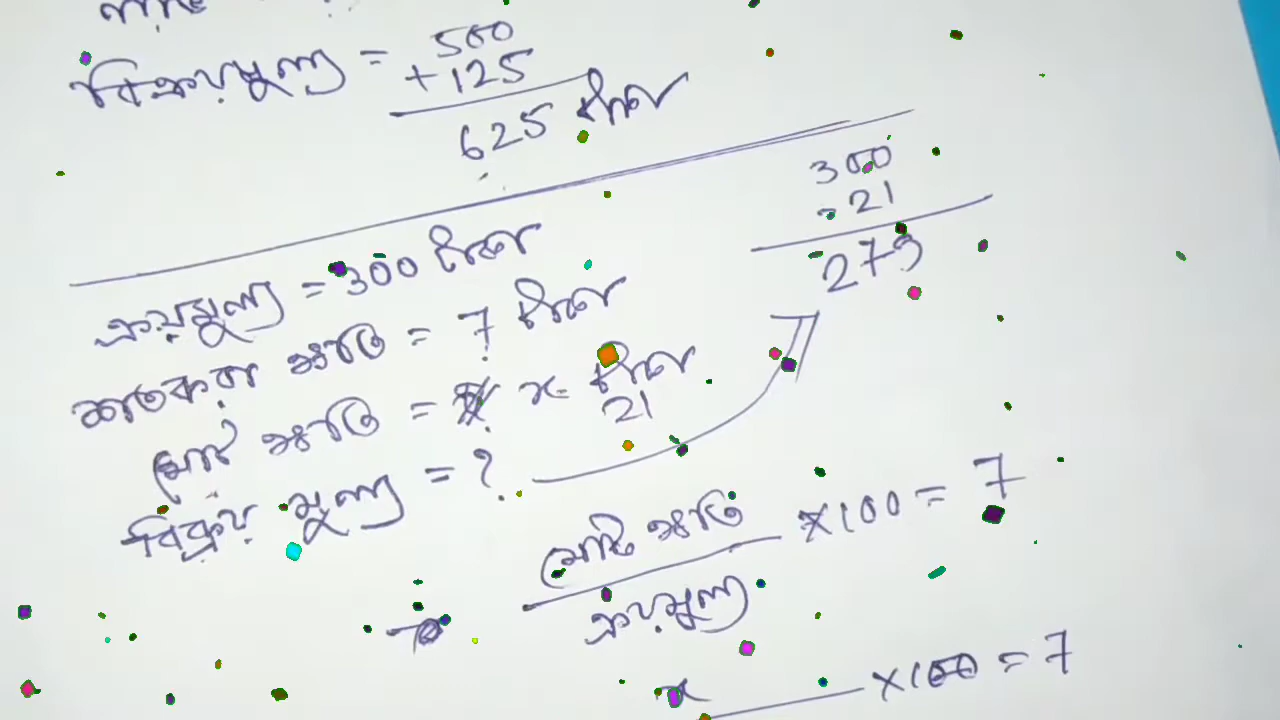 বিক্রয়মূল্য = 500
+ 125
625 টাকা
300
- 21
279
ক্রয়মূল্য = 300 টাকা
শতকরা ক্ষতি = 7 টাকা
মোট ক্ষতি = x টাকা
21
বিক্রয় মূল্য = ?
মোট ক্ষতি
ক্রয়মূল্য
×100 = 7
x
×100 = 7